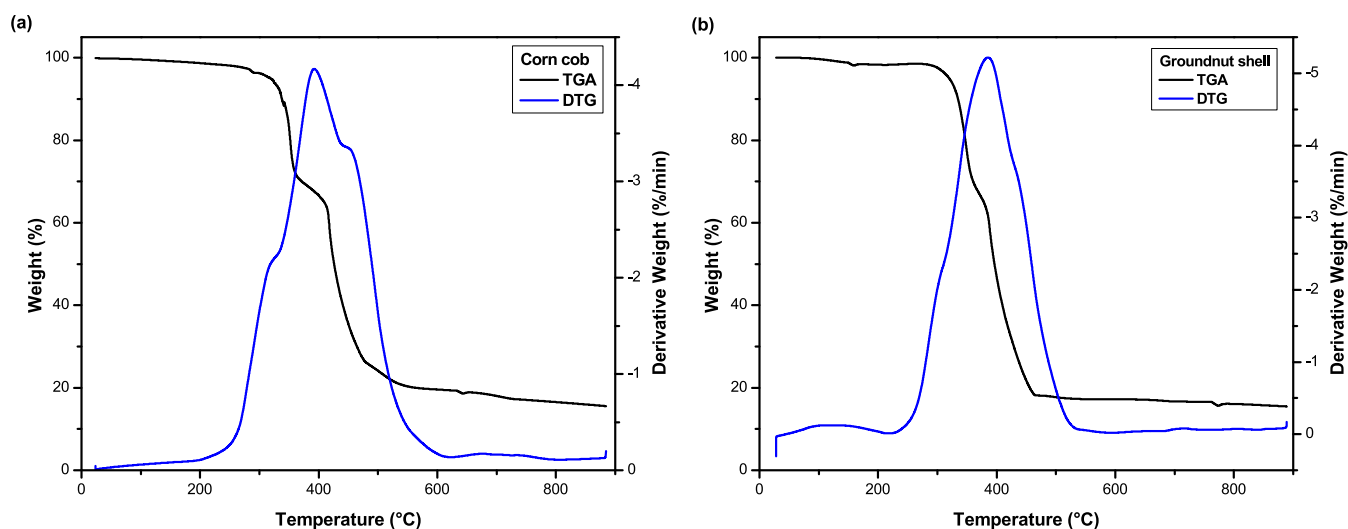 (a)
Corn cob
TGA
DTG
100
80
60
40
20
0
Weight (%)
-4
-3
-2
-1
0
Derivative Weight (%/min)
0
200
400
600
800
Temperature (°C)
(b)
Groundnut shell
TGA
DTG
100
80
60
40
20
0
Weight (%)
-5
-4
-3
-2
-1
0
Derivative Weight (%/min)
0
200
400
600
800
Temperature (°C)